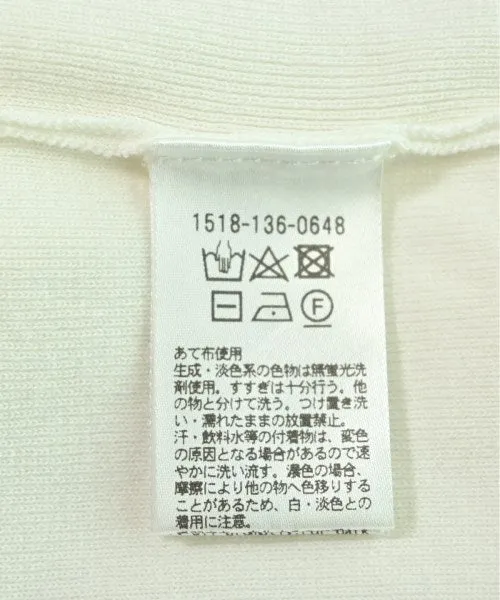 1518-136-0648
F
あて布使用
生成・淡色系の色物は無蛍光洗
剤使用。すすぎは十分行う。他
の物と分けて洗う。つけ置き洗
い・濡れたままの放置禁止。
汗・飲料水等の付着物は、変色
の原因となる場合があるので速
やかに洗い流す。濃色の場合、
摩擦により他の物へ色移りする
ことがあるため、白・淡色との
着用に注意。